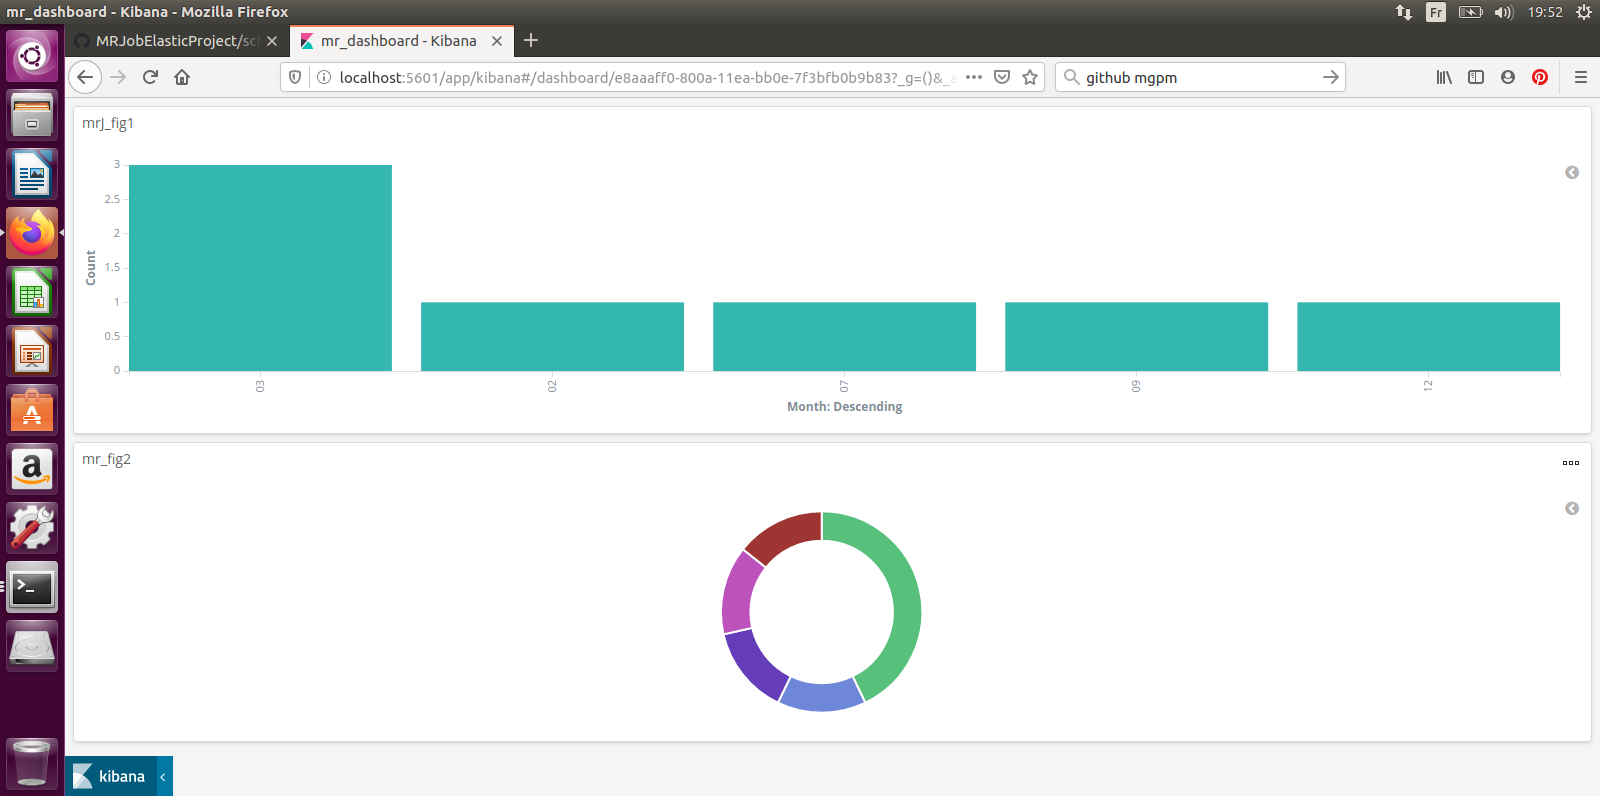 mr_dashboard - Kibana - Mozilla Firefox
Fr
19:52
MRJobElasticProject/sc
mr_dashboard - Kibana
localhost:5601/app/kibana#/dashboard/e8aaaff0-800a-11ea-bb0e-7f3bfb0b9b83?_g=()&_a
github mgpm
mrJ_fig1
3
2.5
2
1.5
1
0.5
0
Count
03
02
07
09
12
Month: Descending
mr_fig2
kibana